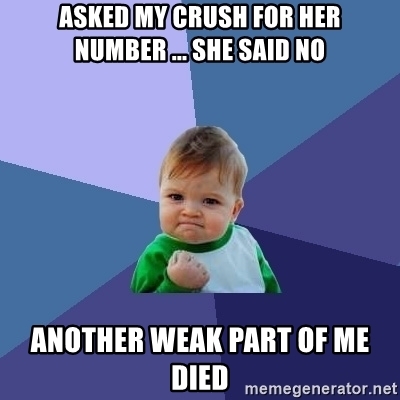 ASKED MY CRUSH FOR HER
NUMBER ... SHE SAID NO
ANOTHER WEAK PART OF ME
DIED
memegenerator.net